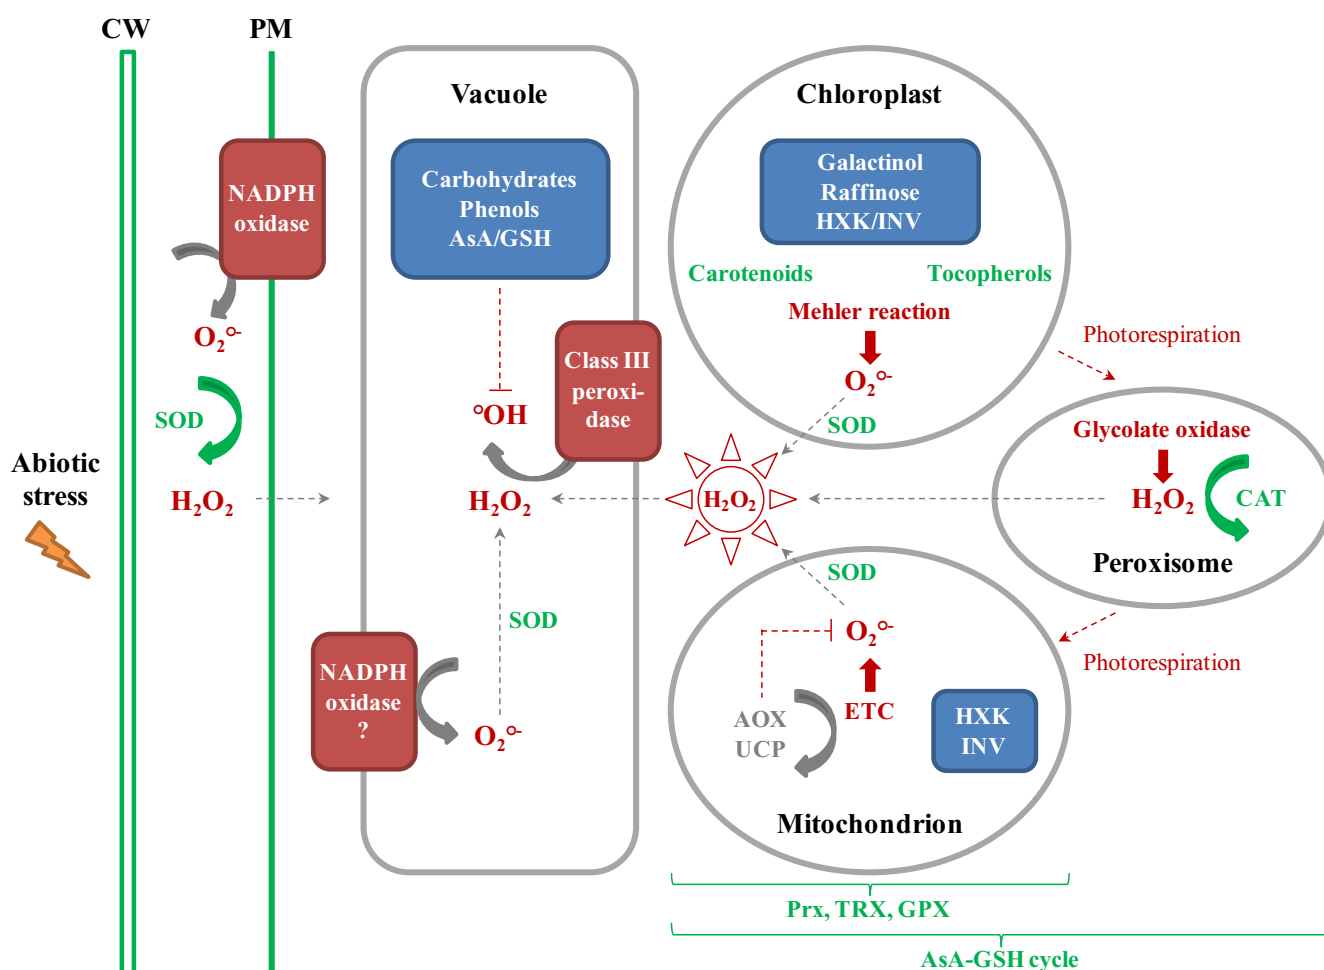 CW
PM
Abiotic
stress
NADPH
oxidase
O₂°⁻
SOD
H₂O₂
Vacuole
Carbohydrates
Phenols
AsA/GSH
Class III
peroxi-
dase
°OH
H₂O₂
SOD
NADPH
oxidase
?
O₂°⁻
Chloroplast
Galactinol
Raffinose
HXK/INV
Carotenoids
Tocopherols
Mehler reaction
O₂°⁻
SOD
H₂O₂
Photorespiration
Glycolate oxidase
H₂O₂
CAT
Peroxisome
Photorespiration
SOD
O₂°⁻
AOX
UCP
ETC
HXK
INV
Mitochondrion
Prx, TRX, GPX
AsA-GSH cycle